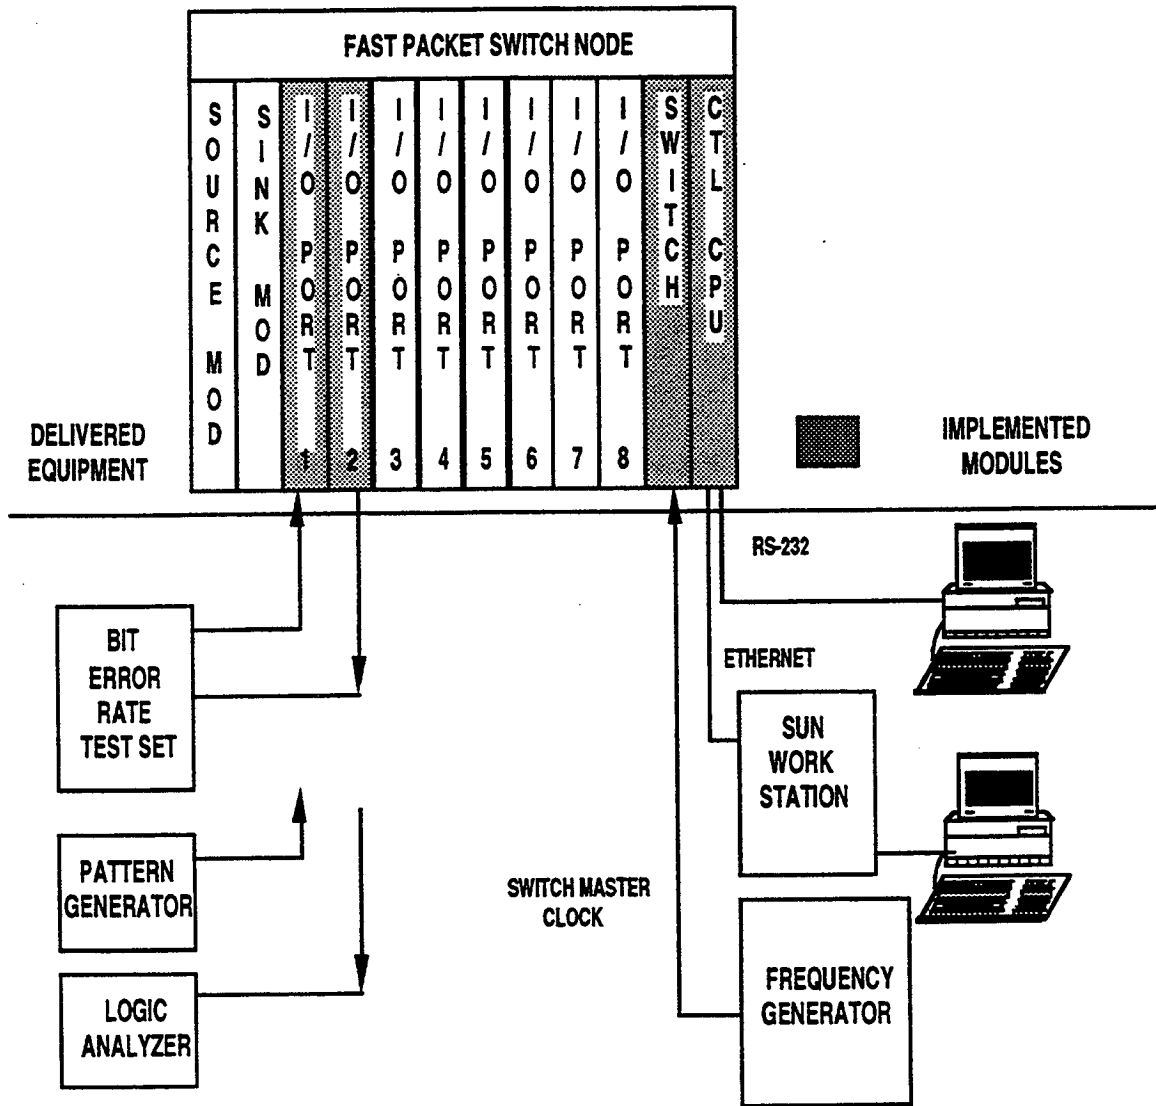 FAST PACKET SWITCH NODE
SOURCE MOD
SINK MOD
I/O PORT 1
I/O PORT 2
I/O PORT 3
I/O PORT 4
I/O PORT 5
I/O PORT 6
I/O PORT 7
I/O PORT 8
SWITCH
CTL CPU
DELIVERED
EQUIPMENT
IMPLEMENTED
MODULES
RS-232
BIT
ERROR
RATE
TEST SET
ETHERNET
SUN
WORK
STATION
PATTERN
GENERATOR
SWITCH MASTER
CLOCK
FREQUENCY
GENERATOR
LOGIC
ANALYZER